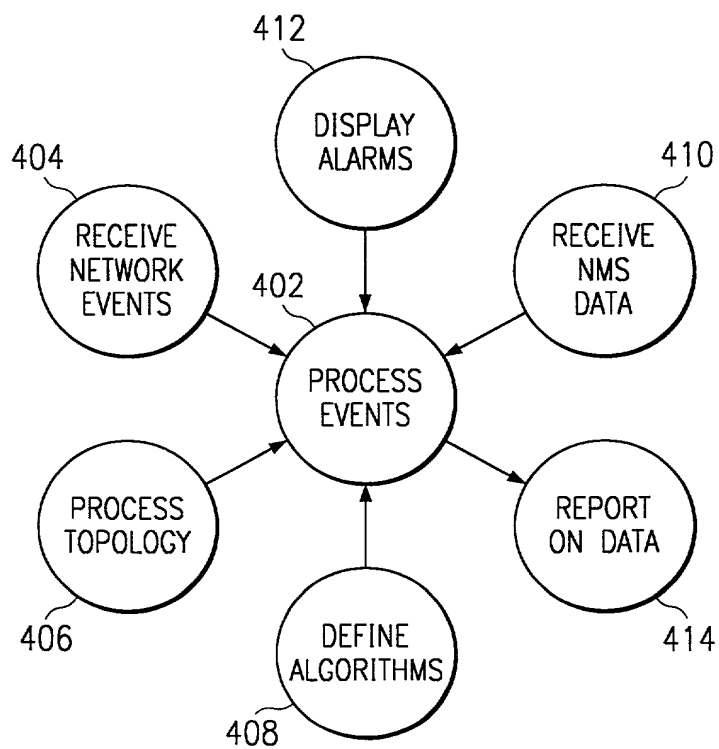 412
DISPLAY
ALARMS
404
RECEIVE
NETWORK
EVENTS
410
RECEIVE
NMS
DATA
402
PROCESS
EVENTS
PROCESS
TOPOLOGY
406
REPORT
ON DATA
414
DEFINE
ALGORITHMS
408